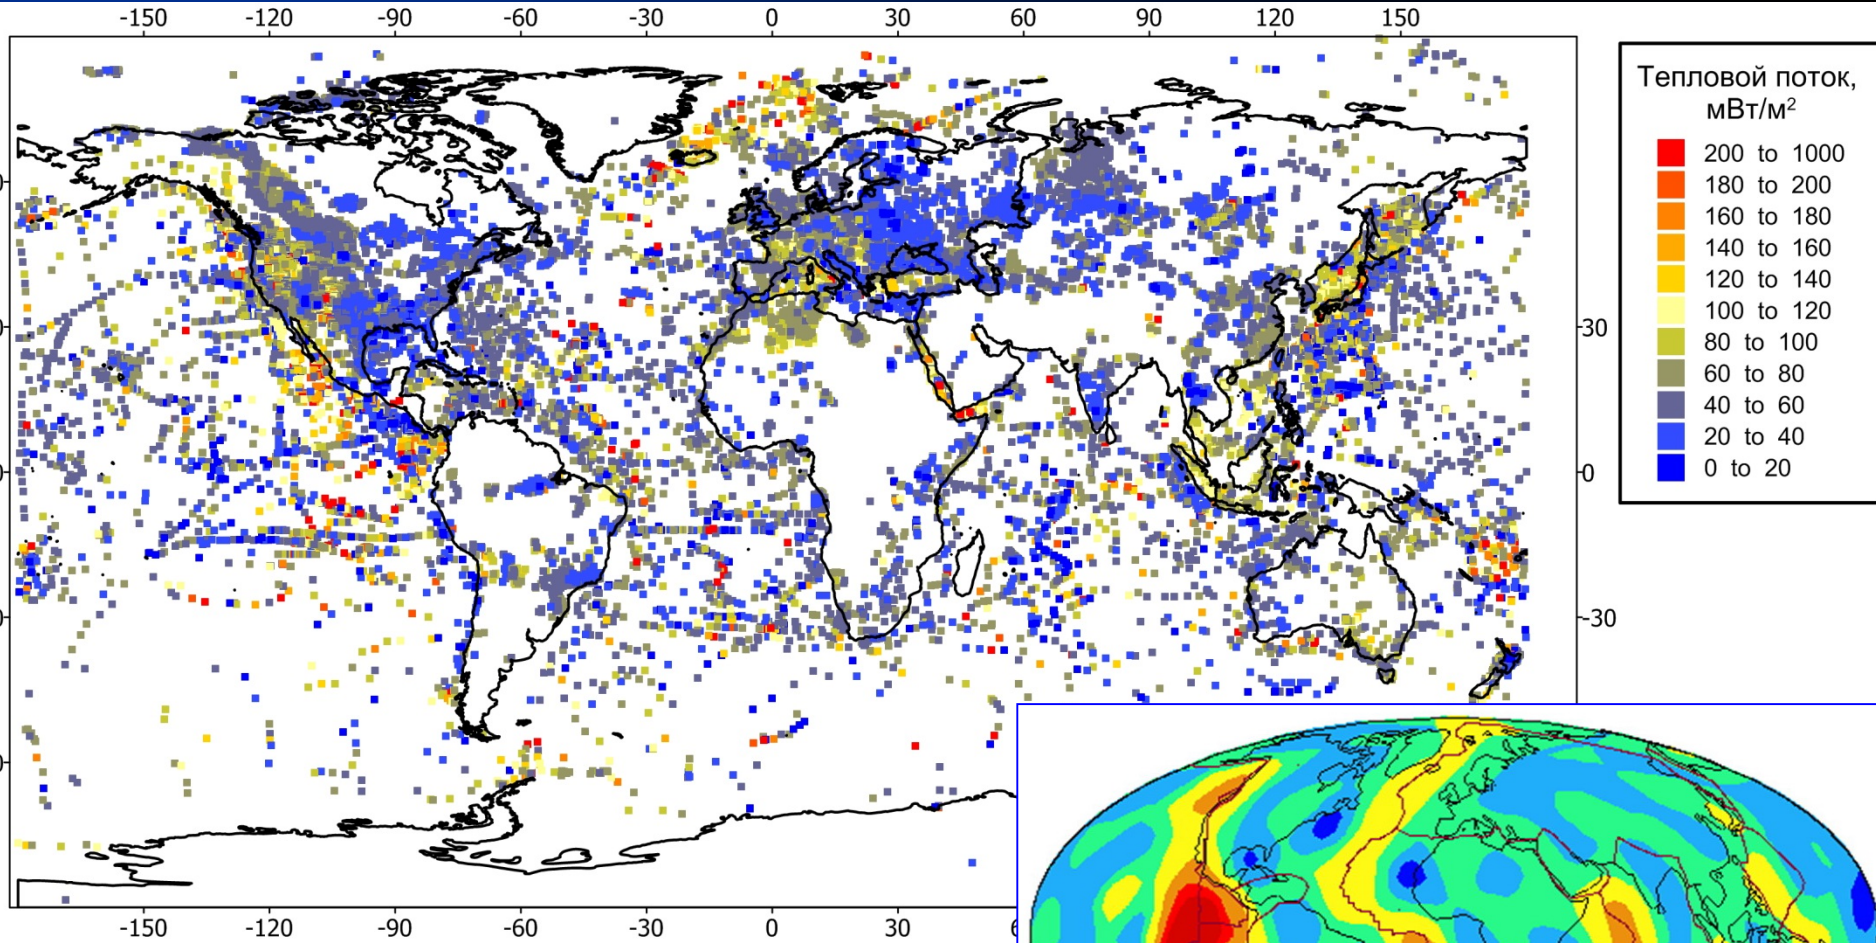 -150 -120 -90 -60 -30 0 30 60 90 120 150
Тепловой поток,
мВт/м²
200 to 1000
180 to 200
160 to 180
140 to 160
120 to 140
100 to 120
80 to 100
60 to 80
40 to 60
20 to 40
0 to 20
30
0
-30
-150 -120 -90 -60 -30 0 30